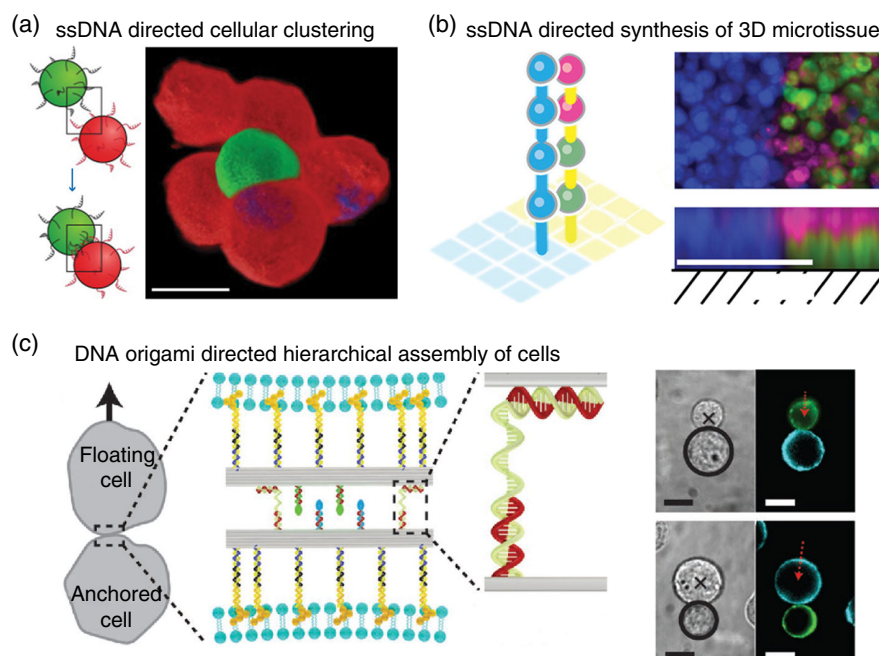 (a) ssDNA directed cellular clustering
(b) ssDNA directed synthesis of 3D microtissue
(c) DNA origami directed hierarchical assembly of cells
Floating
cell
Anchored
cell